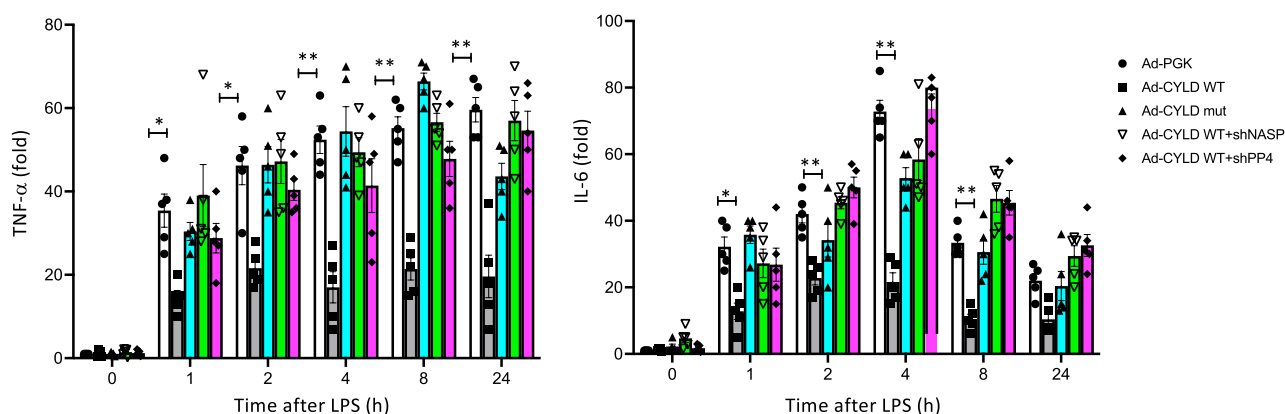 TNF-α (fold)
80
60
40
20
0
* * ** ** **
0 1 2 4 8 24
Time after LPS (h)
IL-6 (fold)
100
80
60
40
20
0
* ** ** **
0 1 2 4 8 24
Time after LPS (h)
Ad-PGK
Ad-CYLD WT
Ad-CYLD mut
Ad-CYLD WT+shNASP
Ad-CYLD WT+shPP4